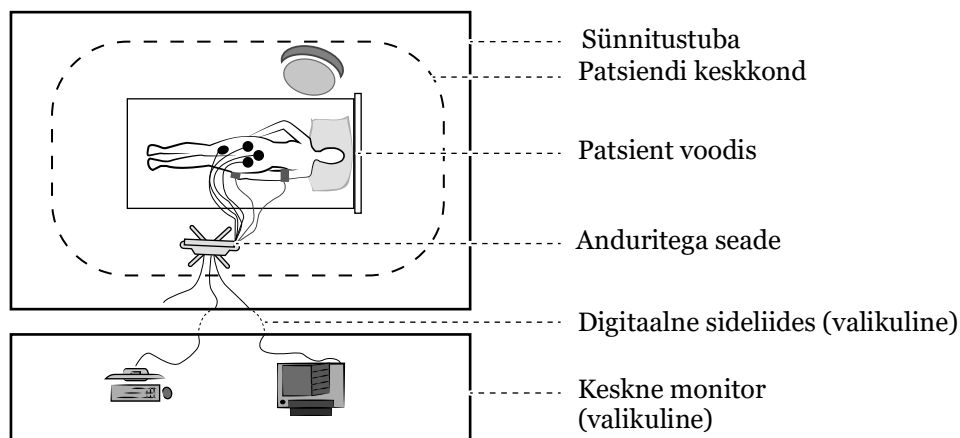 Sünnitustuba
Patsiendi keskkond
Patsient voodis
Anduritega seade
Digitaalne sideliides (valikuline)
Keskne monitor
(valikuline)